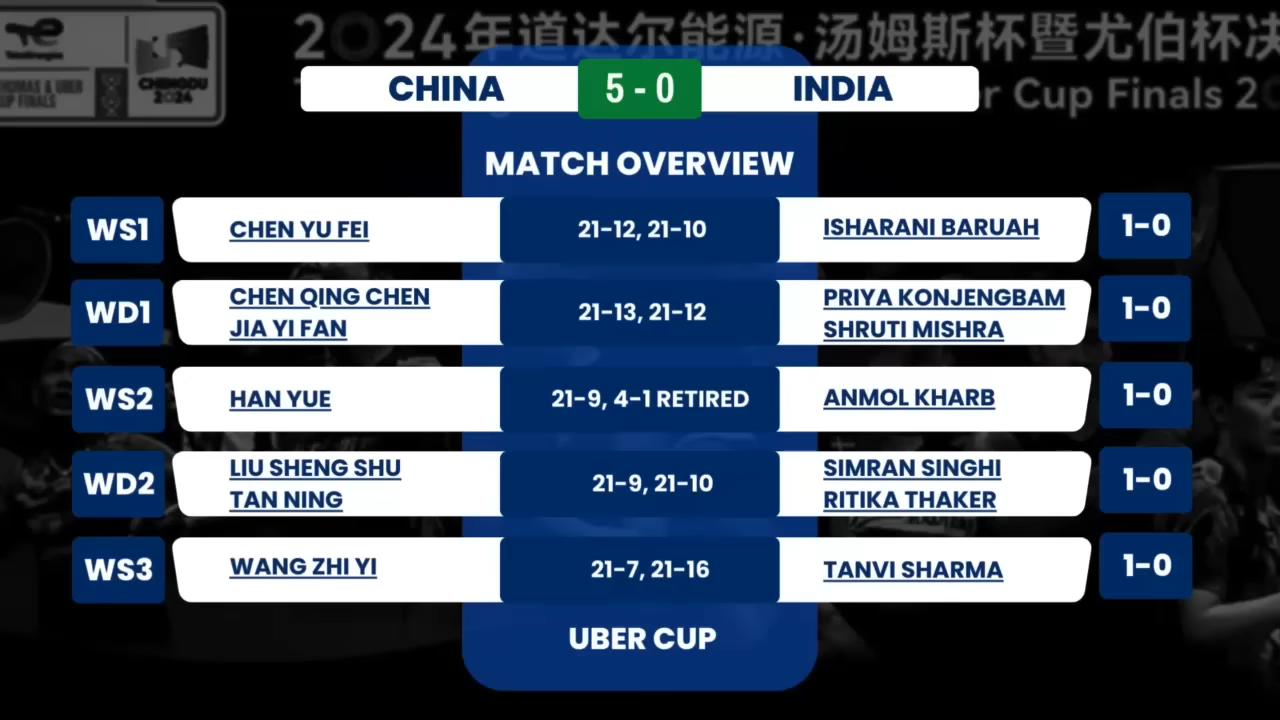 2024年道达尔能源·汤姆斯杯暨尤伯杯决
THOMAS & UBER
CUP FINALS
CHENGDU
2024
r Cup Finals 20
CHINA 5 - 0 INDIA
MATCH OVERVIEW
WS1 CHEN YU FEI 21-12, 21-10 ISHARANI BARUAH 1-0
WD1 CHEN QING CHEN 21-13, 21-12 PRIYA KONJENGBAM 1-0
JIA YI FAN SHRUTI MISHRA
WS2 HAN YUE 21-9, 4-1 RETIRED ANMOL KHARB 1-0
WD2 LIU SHENG SHU 21-9, 21-10 SIMRAN SINGHI 1-0
TAN NING RITIKA THAKER
WS3 WANG ZHI YI 21-7, 21-16 TANVI SHARMA 1-0
UBER CUP